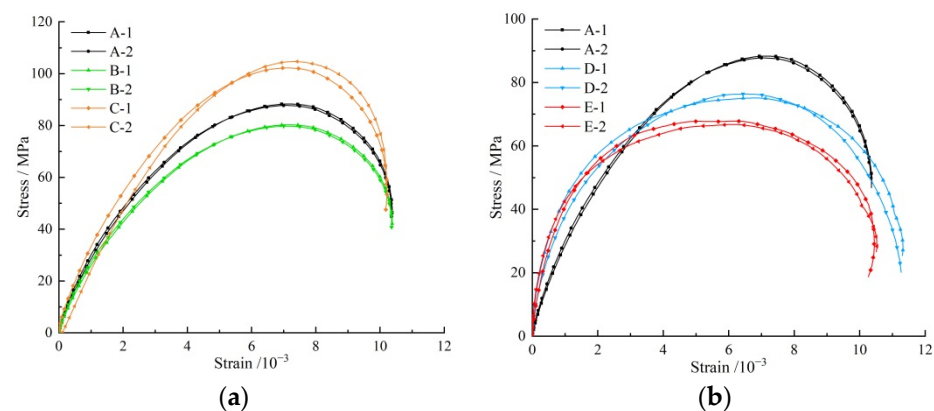 120
100
80
60
40
20
0
Stress / MPa
A-1
A-2
B-1
B-2
C-1
C-2
0 2 4 6 8 10 12
Strain /10⁻³
(a)
100
80
60
40
20
0
Stress / MPa
A-1
A-2
D-1
D-2
E-1
E-2
0 2 4 6 8 10 12
Strain /10⁻³
(b)